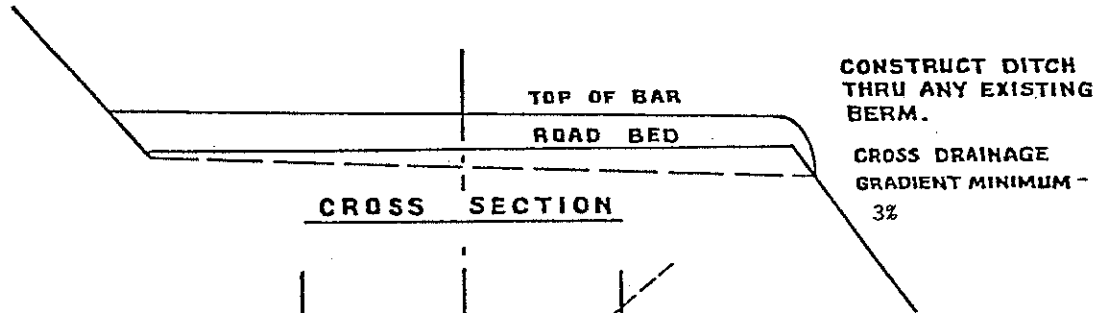 CONSTRUCT DITCH
THRU ANY EXISTING
BERM.
TOP OF BAR
ROAD BED
CROSS DRAINAGE
GRADIENT MINIMUM -
3%
CROSS SECTION